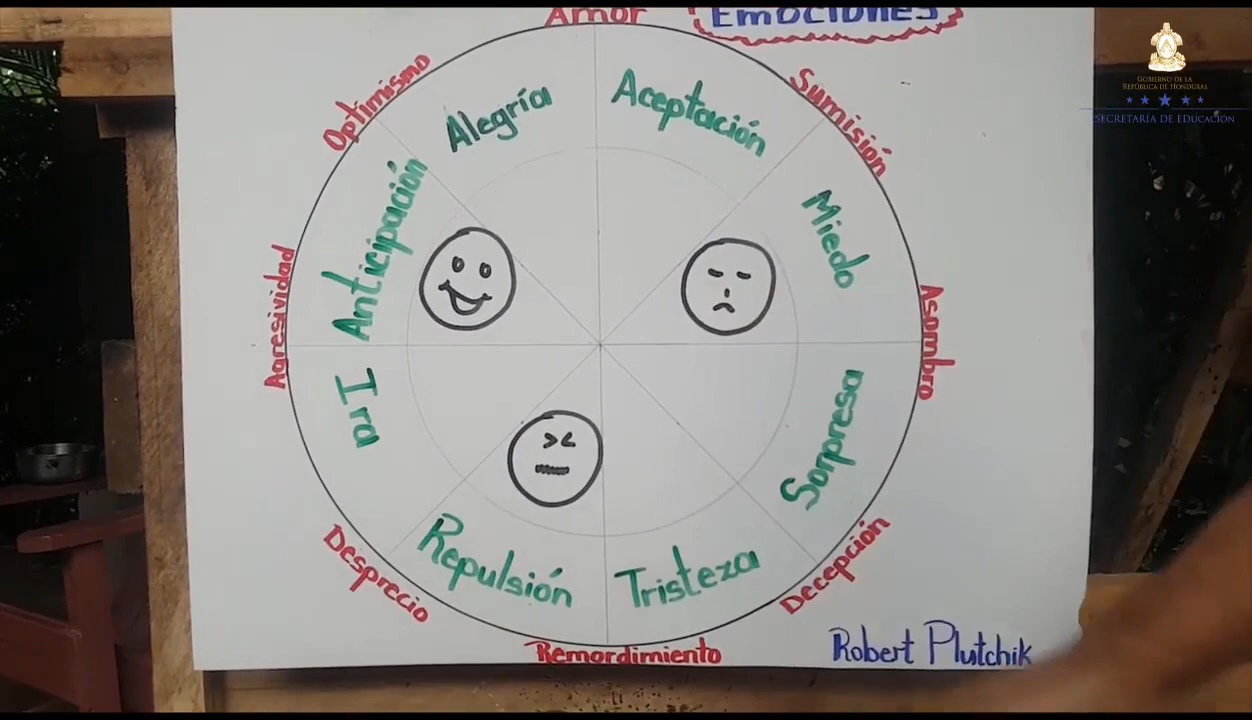 Amor
EMOCIONES
GOBIERNO DE LA
REPÚBLICA DE HONDURAS
SECRETARÍA DE EDUCACIÓN
Optimismo
Alegría
Aceptación
Sumisión
Anticipación
Miedo
Agresividad
Asombro
Ira
Sorpresa
Desprecio
Repulsión
Tristeza
Decepción
Remordimiento
Robert Plutchik